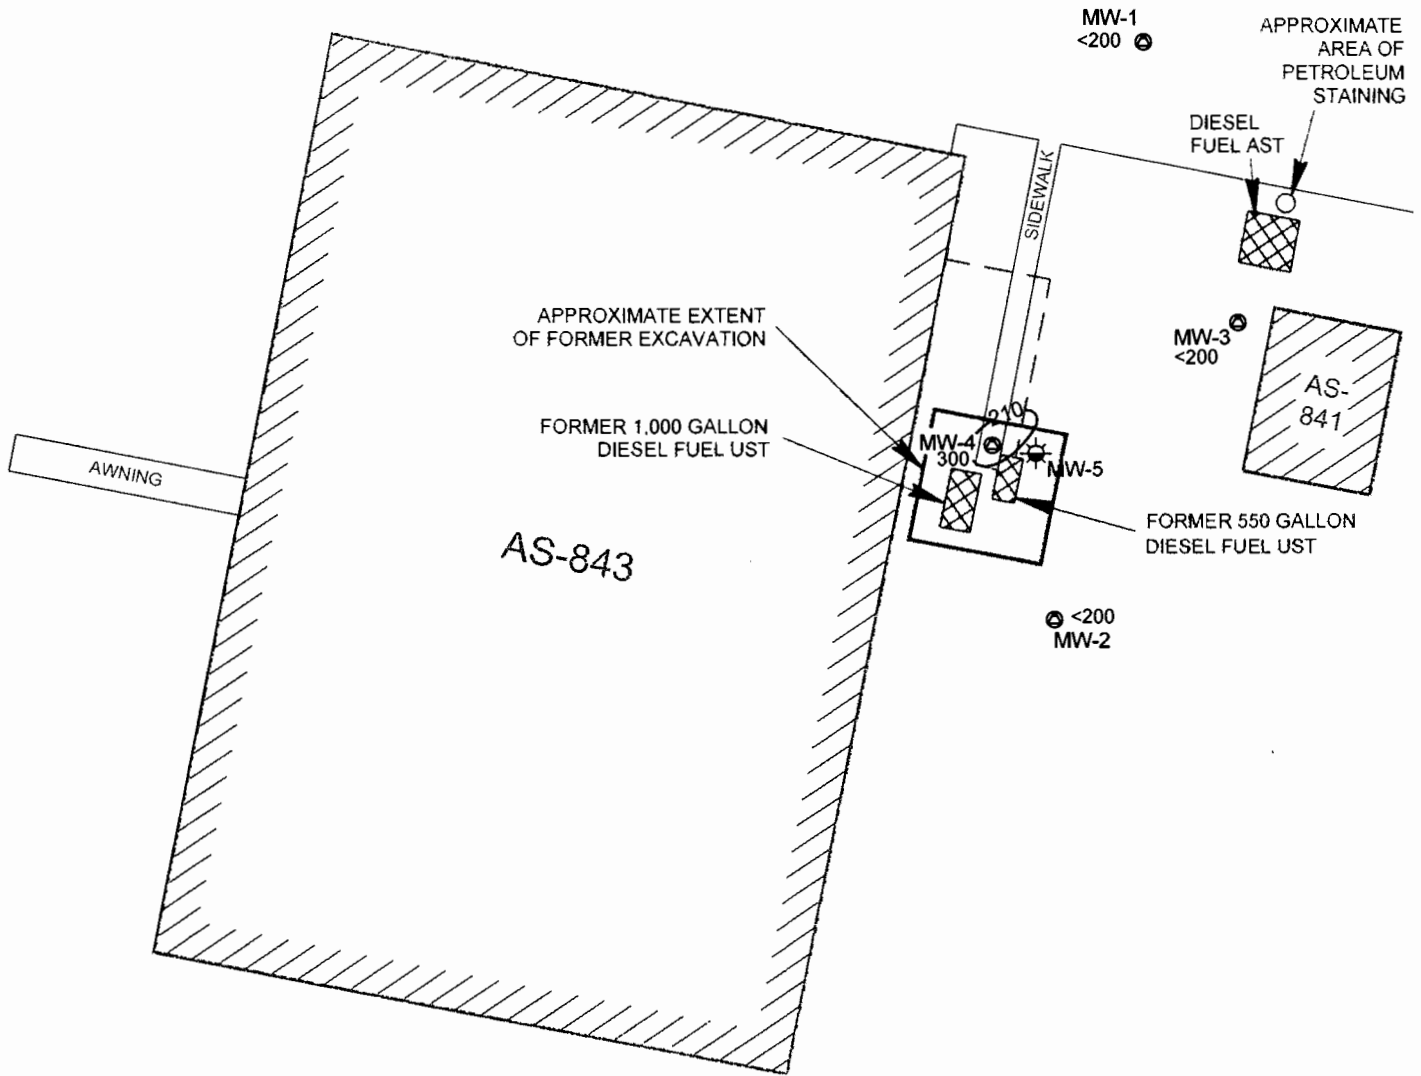 MW-1
<200
APPROXIMATE
AREA OF
PETROLEUM
STAINING
DIESEL
FUEL AST
SIDEWALK
APPROXIMATE EXTENT
OF FORMER EXCAVATION
MW-3
<200
AS-
841
FORMER 1,000 GALLON
DIESEL FUEL UST
210
MW-4
300
MW-5
AWNING
AS-843
FORMER 550 GALLON
DIESEL FUEL UST
<200
MW-2